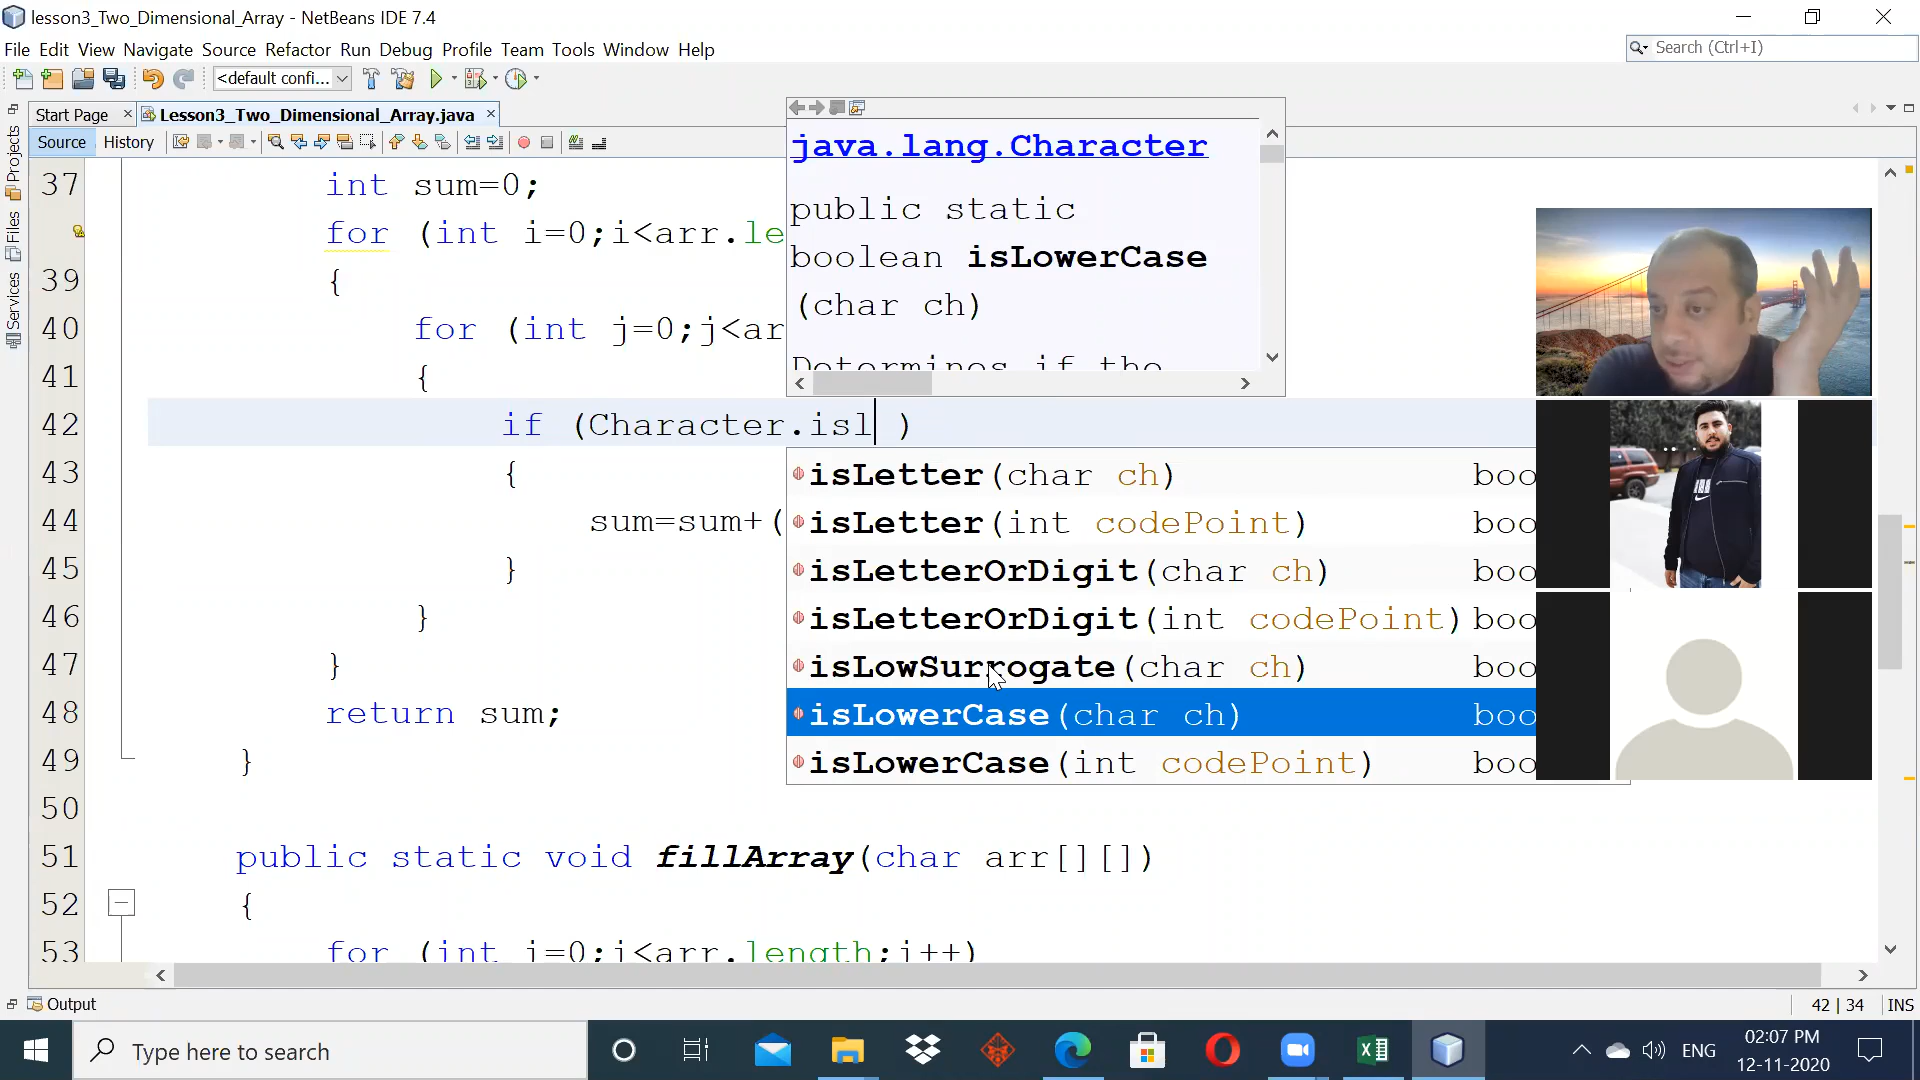 lesson3_Two_Dimensional_Array - NetBeans IDE 7.4
File Edit View Navigate Source Refactor Run Debug Profile Team Tools Window Help
Search (Ctrl+I)
<default confi...
Start Page
Lesson3_Two_Dimensional_Array.java
Source History
Projects
Files
Services
37 int sum=0;
for (int i=0;i<arr.le
39 {
40 for (int j=0;j<ar
41 {
42 if (Character.isl )
43 {
44 sum=sum+(
45 }
46 }
47 }
48 return sum;
49 }
50
51 public static void fillArray(char arr[][])
52 {
53 for (int i=0;i<arr.length;i++)
java.lang.Character
public static
boolean isLowerCase
(char ch)
Determines if the
isLetter(char ch) boo
isLetter(int codePoint) boo
isLetterOrDigit(char ch) boo
isLetterOrDigit(int codePoint) boo
isLowSurrogate(char ch) boo
isLowerCase(char ch) boo
isLowerCase(int codePoint) boo
Output
42 | 34 INS
Type here to search
ENG
02:07 PM
12-11-2020